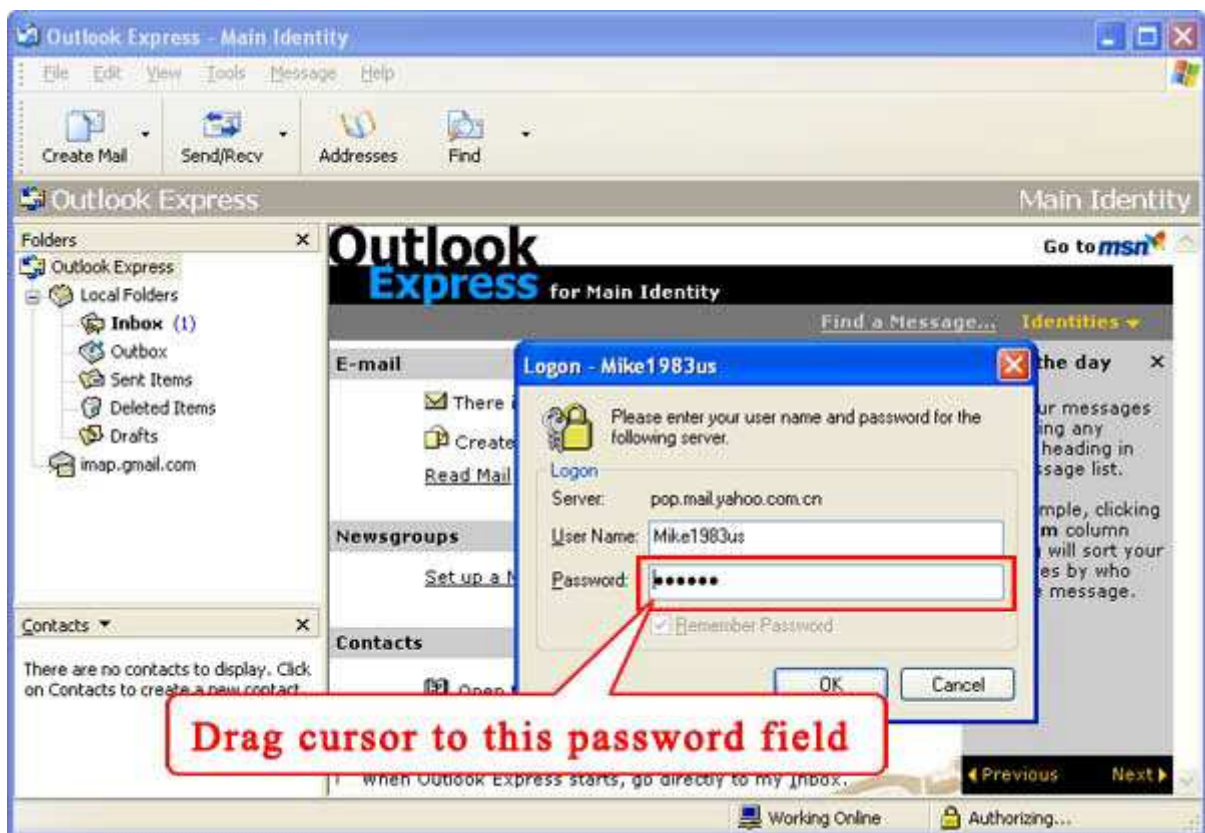 Outlook Express - Main Identity
File Edit View Tools Message Help
Create Mail Send/Recv Addresses Find
Outlook Express Main Identity
Folders
Outlook Express
Local Folders
Inbox (1)
Outbox
Sent Items
Deleted Items
Drafts
imap.gmail.com
Contacts
There are no contacts to display. Click
on Contacts to create a new contact
Outlook
Express for Main Identity
Go to msn
Find a Message... Identities
E-mail
There
Create
Read Mail
Newsgroups
Set up a
Contacts
Open
When Outlook Express starts, go directly to my Inbox.
the day
messages
any
heading in
list.
clicking
column
will sort your
by who
message.
Previous Next
Logon - Mike1983us
Please enter your user name and password for the
following server.
Logon
Server: pop.mail.yahoo.com.cn
User Name: Mike1983us
Password: ••••••
Remember Password
OK Cancel
Drag cursor to this password field
Working Online Authorizing...